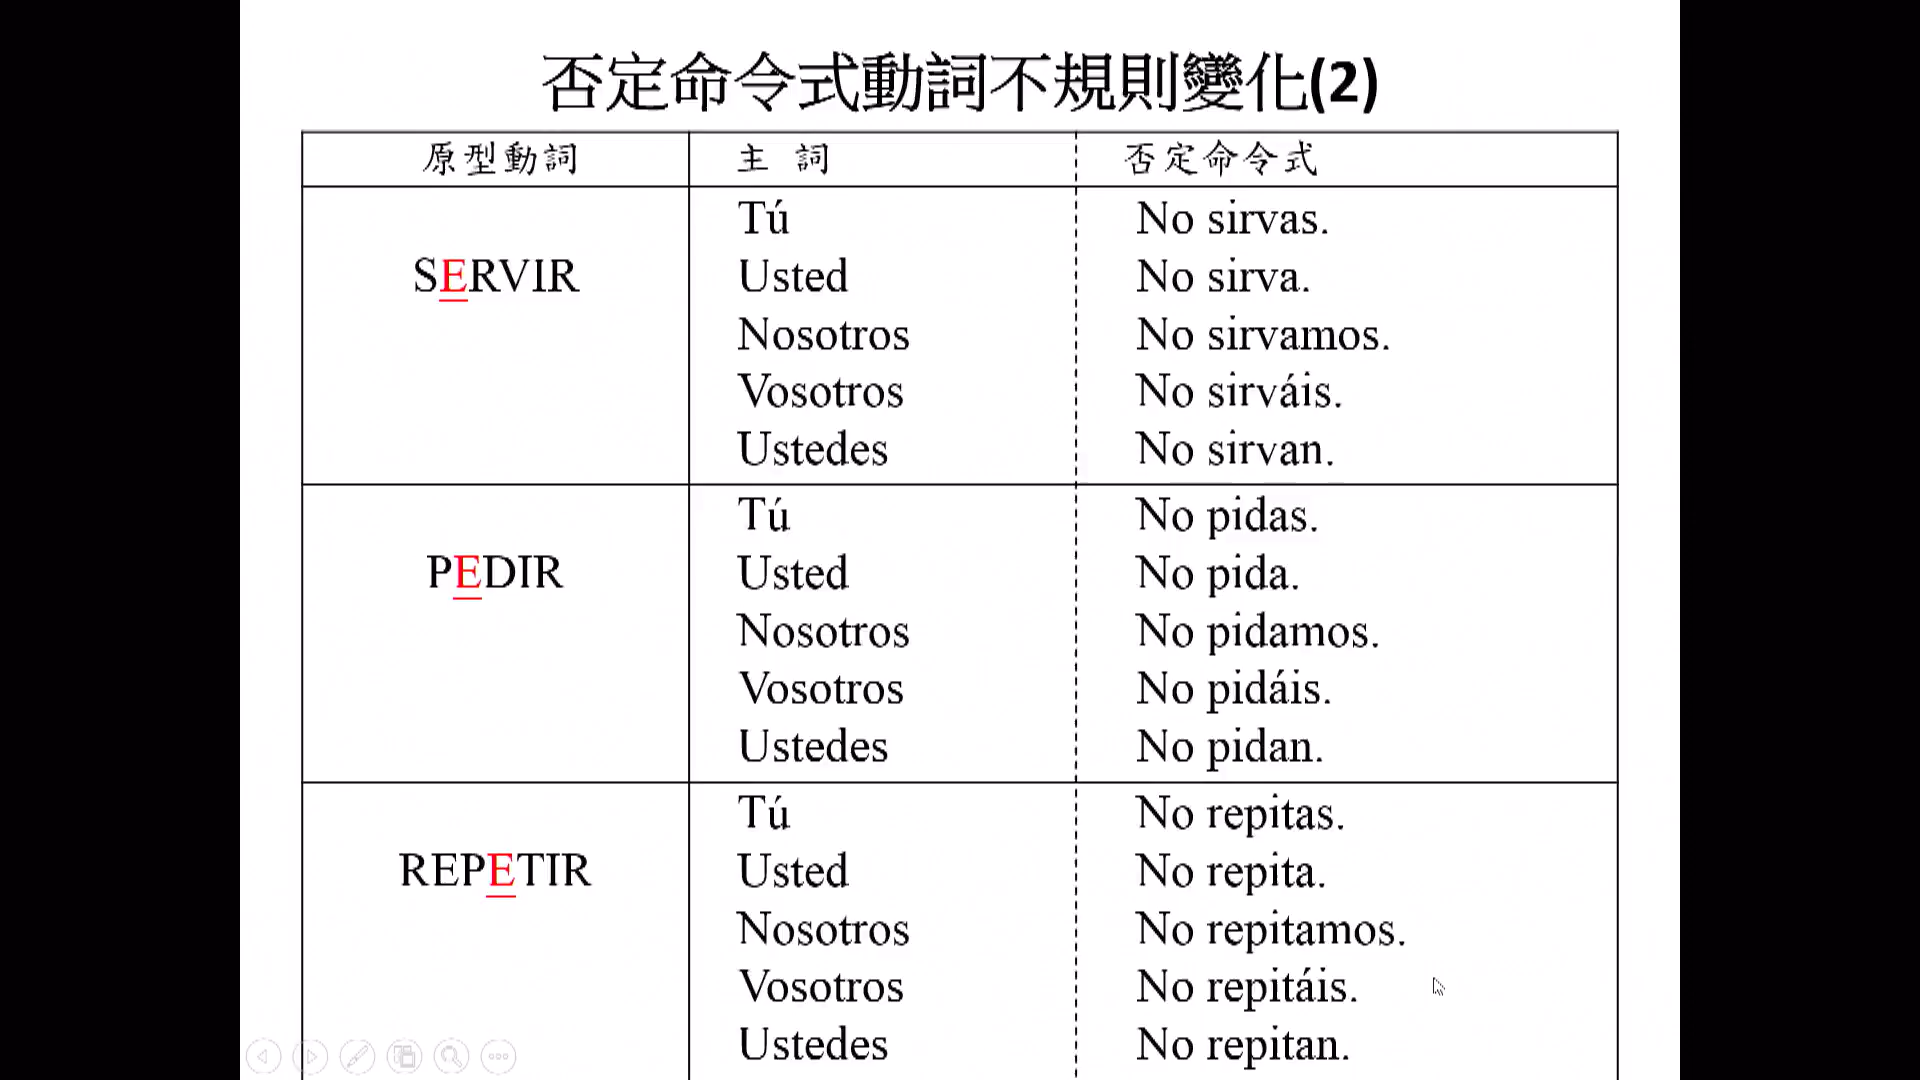 否定命令式動詞不規則變化(2)
原型動詞 主 詞 否定命令式
SERVIR
Tú No sirvas.
Usted No sirva.
Nosotros No sirvamos.
Vosotros No sirváis.
Ustedes No sirvan.
PEDIR
Tú No pidas.
Usted No pida.
Nosotros No pidamos.
Vosotros No pidáis.
Ustedes No pidan.
REPETIR
Tú No repitas.
Usted No repita.
Nosotros No repitamos.
Vosotros No repitáis.
Ustedes No repitan.